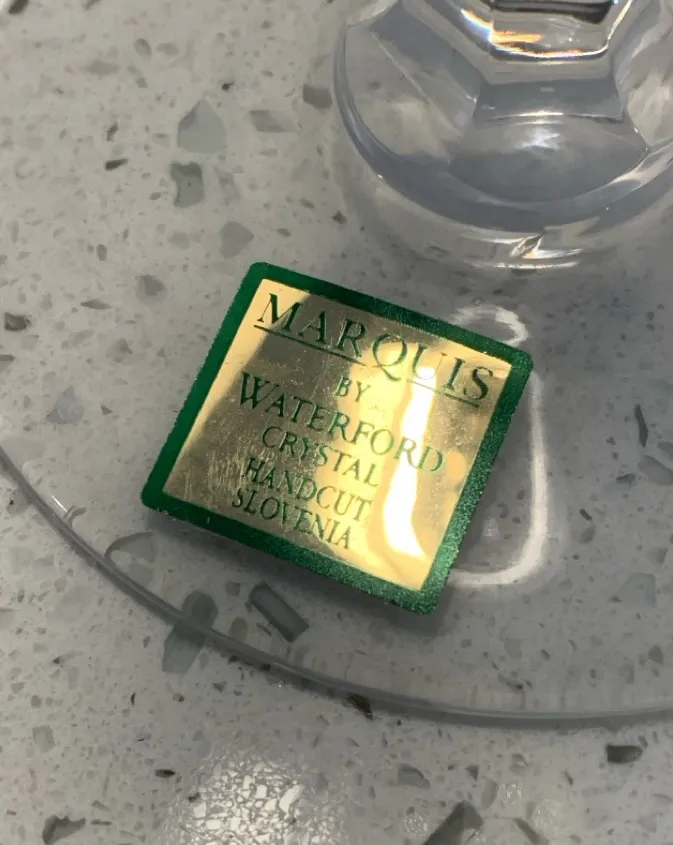 MARQUIS
BY
WATERFORD
CRYSTAL
HANDCUT
SLOVENIA